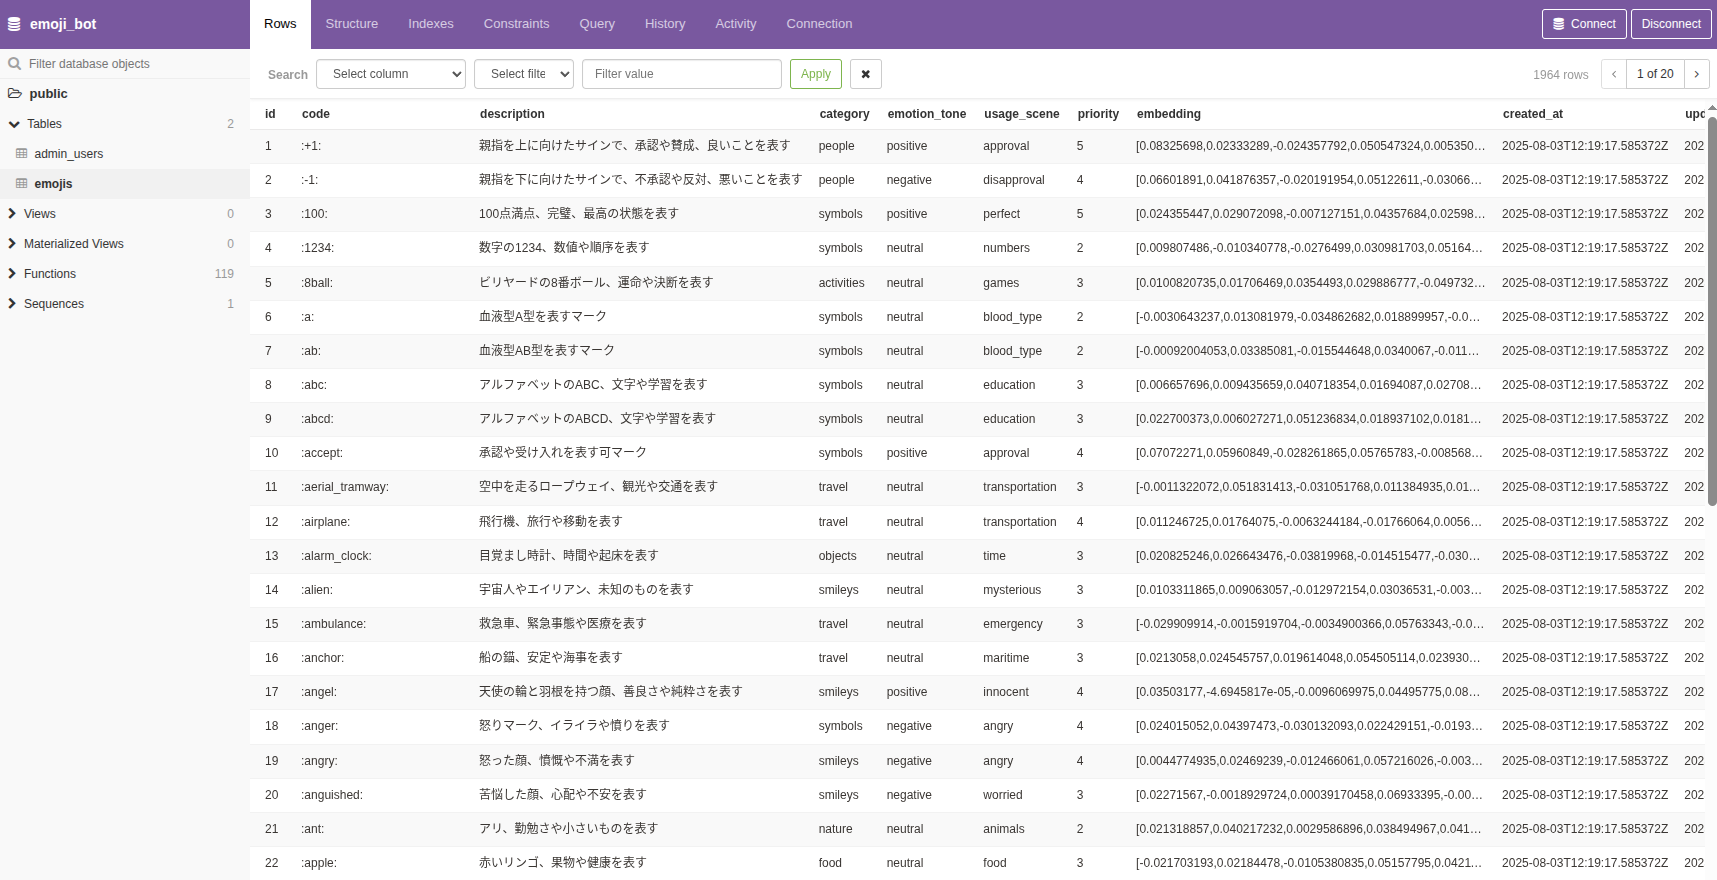 emoji_bot
Rows Structure Indexes Constraints Query History Activity Connection Connect Disconnect
Filter database objects
Search Select column Select filte Filter value Apply ✖ 1964 rows ‹ 1 of 20 ›
public
Tables 2
admin_users
emojis
Views 0
Materialized Views 0
Functions 119
Sequences 1
id code description category emotion_tone usage_scene priority embedding created_at upd
1 :+1: 親指を上に向けたサインで、承認や賛成、良いことを表す people positive approval 5 [0.08325698,0.02333289,-0.024357792,0.050547324,0.005350... 2025-08-03T12:19:17.585372Z 202
2 :-1: 親指を下に向けたサインで、不承認や反対、悪いことを表す people negative disapproval 4 [0.06601891,0.041876357,-0.020191954,0.05122611,-0.03066... 2025-08-03T12:19:17.585372Z 202
3 :100: 100点満点、完璧、最高の状態を表す symbols positive perfect 5 [0.024355447,0.029072098,-0.007127151,0.04357684,0.02598... 2025-08-03T12:19:17.585372Z 202
4 :1234: 数字の1234、数値や順序を表す symbols neutral numbers 2 [0.009807486,-0.010340778,-0.0276499,0.030981703,0.05164... 2025-08-03T12:19:17.585372Z 202
5 :8ball: ビリヤードの8番ボール、運命や決断を表す activities neutral games 3 [0.0100820735,0.01706469,0.0354493,0.029886777,-0.049732... 2025-08-03T12:19:17.585372Z 202
6 :a: 血液型A型を表すマーク symbols neutral blood_type 2 [-0.0030643237,0.013081979,-0.034862682,0.018899957,-0.0... 2025-08-03T12:19:17.585372Z 202
7 :ab: 血液型AB型を表すマーク symbols neutral blood_type 2 [-0.00092004053,0.03385081,-0.015544648,0.0340067,-0.011... 2025-08-03T12:19:17.585372Z 202
8 :abc: アルファベットのABC、文字や学習を表す symbols neutral education 3 [0.006657696,0.009435659,0.040718354,0.01694087,0.02708... 2025-08-03T12:19:17.585372Z 202
9 :abcd: アルファベットのABCD、文字や学習を表す symbols neutral education 3 [0.022700373,0.006027271,0.051236834,0.018937102,0.0181... 2025-08-03T12:19:17.585372Z 202
10 :accept: 承認や受け入れを表す可マーク symbols positive approval 4 [0.07072271,0.05960849,-0.028261865,0.05765783,-0.008568... 2025-08-03T12:19:17.585372Z 202
11 :aerial_tramway: 空中を走るロープウェイ、観光や交通を表す travel neutral transportation 3 [-0.0011322072,0.051831413,-0.031051768,0.011384935,0.01... 2025-08-03T12:19:17.585372Z 202
12 :airplane: 飛行機、旅行や移動を表す travel neutral transportation 4 [0.011246725,0.01764075,-0.0063244184,-0.01766064,0.0056... 2025-08-03T12:19:17.585372Z 202
13 :alarm_clock: 目覚まし時計、時間や起床を表す objects neutral time 3 [0.020825246,0.026643476,-0.03819968,-0.014515477,-0.030... 2025-08-03T12:19:17.585372Z 202
14 :alien: 宇宙人やエイリアン、未知のものを表す smileys neutral mysterious 3 [0.0103311865,0.009063057,-0.012972154,0.03036531,-0.003... 2025-08-03T12:19:17.585372Z 202
15 :ambulance: 救急車、緊急事態や医療を表す travel neutral emergency 3 [-0.029909914,-0.0015919704,-0.0034900366,0.05763343,-0.0... 2025-08-03T12:19:17.585372Z 202
16 :anchor: 船の錨、安定や海事を表す travel neutral maritime 3 [0.0213058,0.024545757,0.019614048,0.054505114,0.023930... 2025-08-03T12:19:17.585372Z 202
17 :angel: 天使の輪と羽根を持つ顔、善良さや純粋さを表す smileys positive innocent 4 [0.03503177,-4.6945817e-05,-0.0096069975,0.04495775,0.08... 2025-08-03T12:19:17.585372Z 202
18 :anger: 怒りマーク、イライラや憤りを表す symbols negative angry 4 [0.024015052,0.04397473,-0.030132093,0.022429151,-0.0193... 2025-08-03T12:19:17.585372Z 202
19 :angry: 怒った顔、憤慨や不満を表す smileys negative angry 4 [0.0044774935,0.02469239,-0.012466061,0.057216026,-0.003... 2025-08-03T12:19:17.585372Z 202
20 :anguished: 苦悩した顔、心配や不安を表す smileys negative worried 3 [0.02271567,-0.0018929724,0.00039170458,0.06933395,-0.00... 2025-08-03T12:19:17.585372Z 202
21 :ant: アリ、勤勉さや小さいものを表す nature neutral animals 2 [0.021318857,0.040217232,0.0029586896,0.038494967,0.041... 2025-08-03T12:19:17.585372Z 202
22 :apple: 赤いリンゴ、果物や健康を表す food neutral food 3 [-0.021703193,0.02184478,-0.0105380835,0.05157795,0.0421... 2025-08-03T12:19:17.585372Z 202